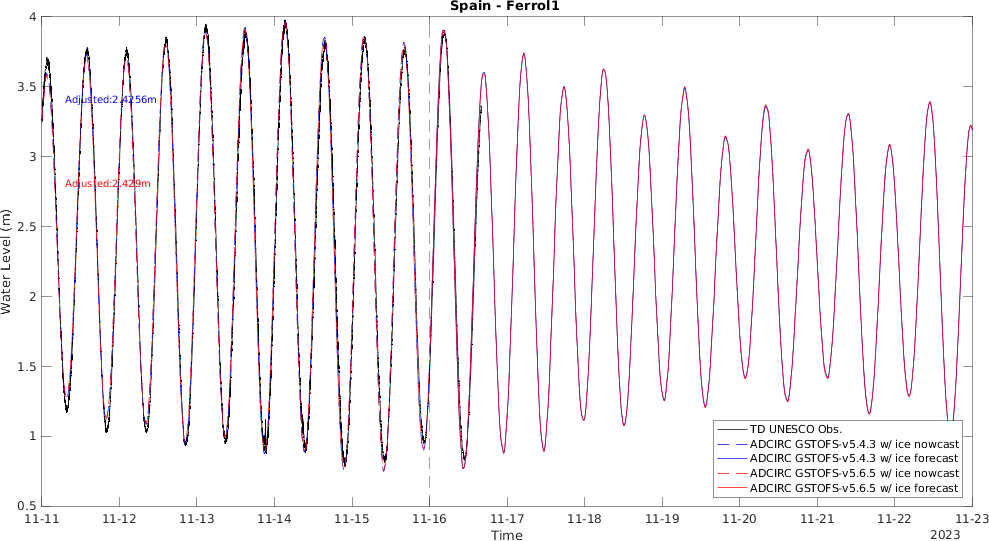 Spain - Ferrol1
4
3.5
3
2.5
2
1.5
1
0.5
Water Level (m)
Adjusted:2.4256m
Adjusted:2.429m
TD UNESCO Obs.
ADCIRC GSTOFS-v5.4.3 w/ ice nowcast
ADCIRC GSTOFS-v5.4.3 w/ ice forecast
ADCIRC GSTOFS-v5.6.5 w/ ice nowcast
ADCIRC GSTOFS-v5.6.5 w/ ice forecast
11-11 11-12 11-13 11-14 11-15 11-16 11-17 11-18 11-19 11-20 11-21 11-22 11-23
Time
2023